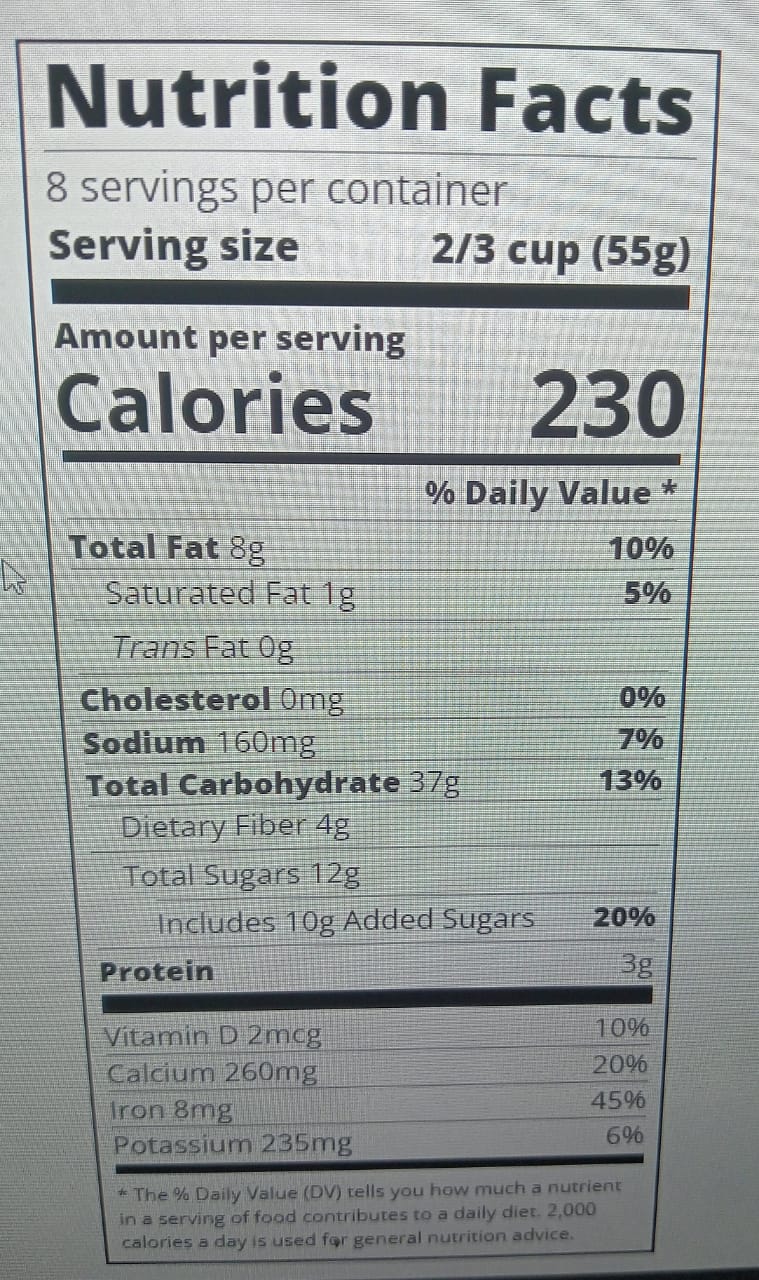 Nutrition Facts
8 servings per container
Serving size 2/3 cup (55g)
Amount per serving
Calories 230
% Daily Value *
Total Fat 8g 10%
Saturated Fat 1g 5%
Trans Fat 0g
Cholesterol 0mg 0%
Sodium 160mg 7%
Total Carbohydrate 37g 13%
Dietary Fiber 4g
Total Sugars 12g
Includes 10g Added Sugars 20%
Protein 3g
Vitamin D 2mcg 10%
Calcium 260mg 20%
Iron 8mg 45%
Potassium 235mg 6%
* The % Daily Value (DV) tells you how much a nutrient
in a serving of food contributes to a daily diet. 2,000
calories a day is used for general nutrition advice.